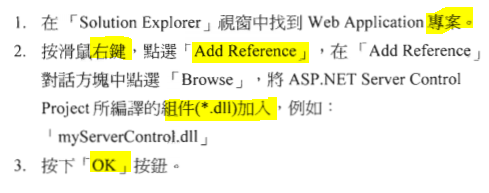 1. 在「Solution Explorer」視窗中找到 Web Application 專案。
2. 按滑鼠右鍵，點選「Add Reference」，在「Add Reference」
對話方塊中點選「Browse」，將 ASP.NET Server Control
Project 所編譯的組件(*.dll)加入，例如：
「myServerControl.dll」
3. 按下「OK」按鈕。